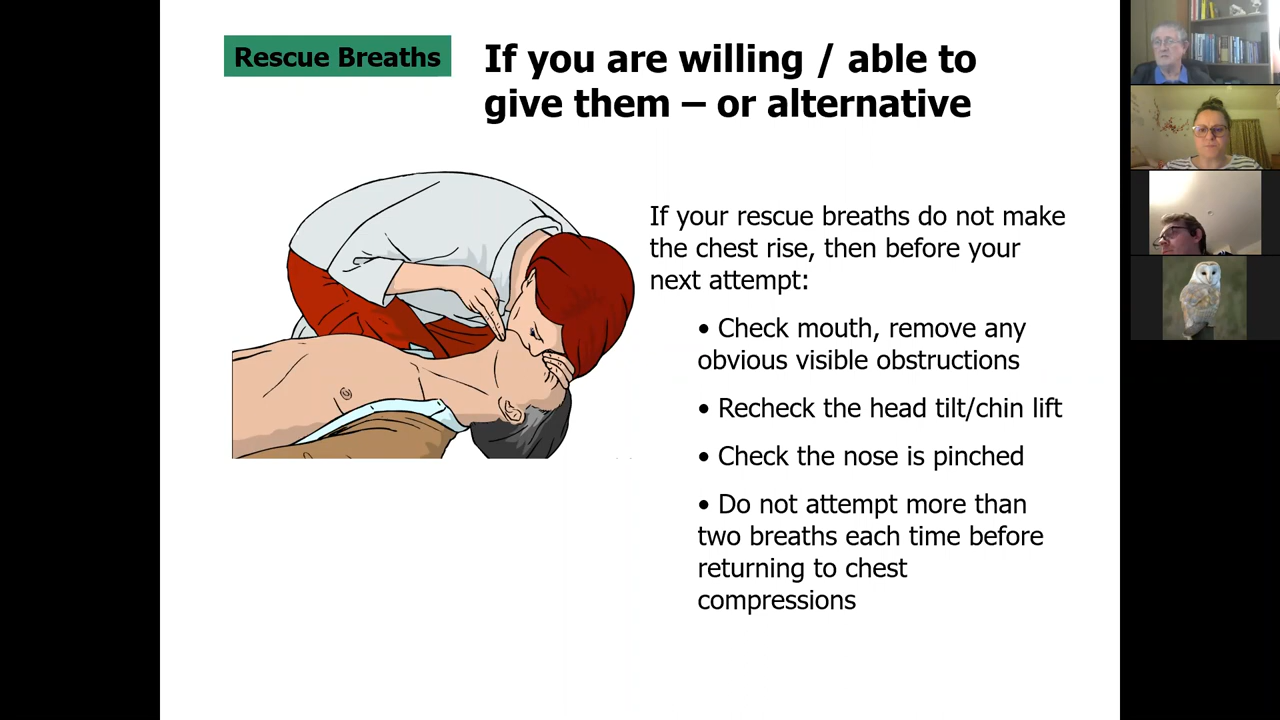 Rescue Breaths
If you are willing / able to
give them – or alternative
If your rescue breaths do not make
the chest rise, then before your
next attempt:
• Check mouth, remove any
obvious visible obstructions
• Recheck the head tilt/chin lift
• Check the nose is pinched
• Do not attempt more than
two breaths each time before
returning to chest
compressions